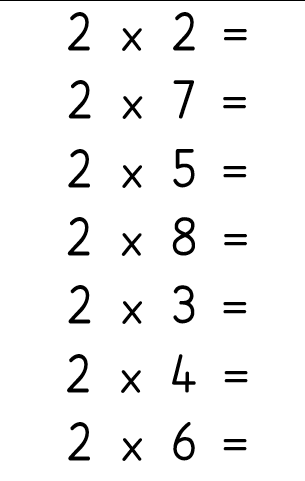 2 x 2 =
2 x 7 =
2 x 5 =
2 x 8 =
2 x 3 =
2 x 4 =
2 x 6 =